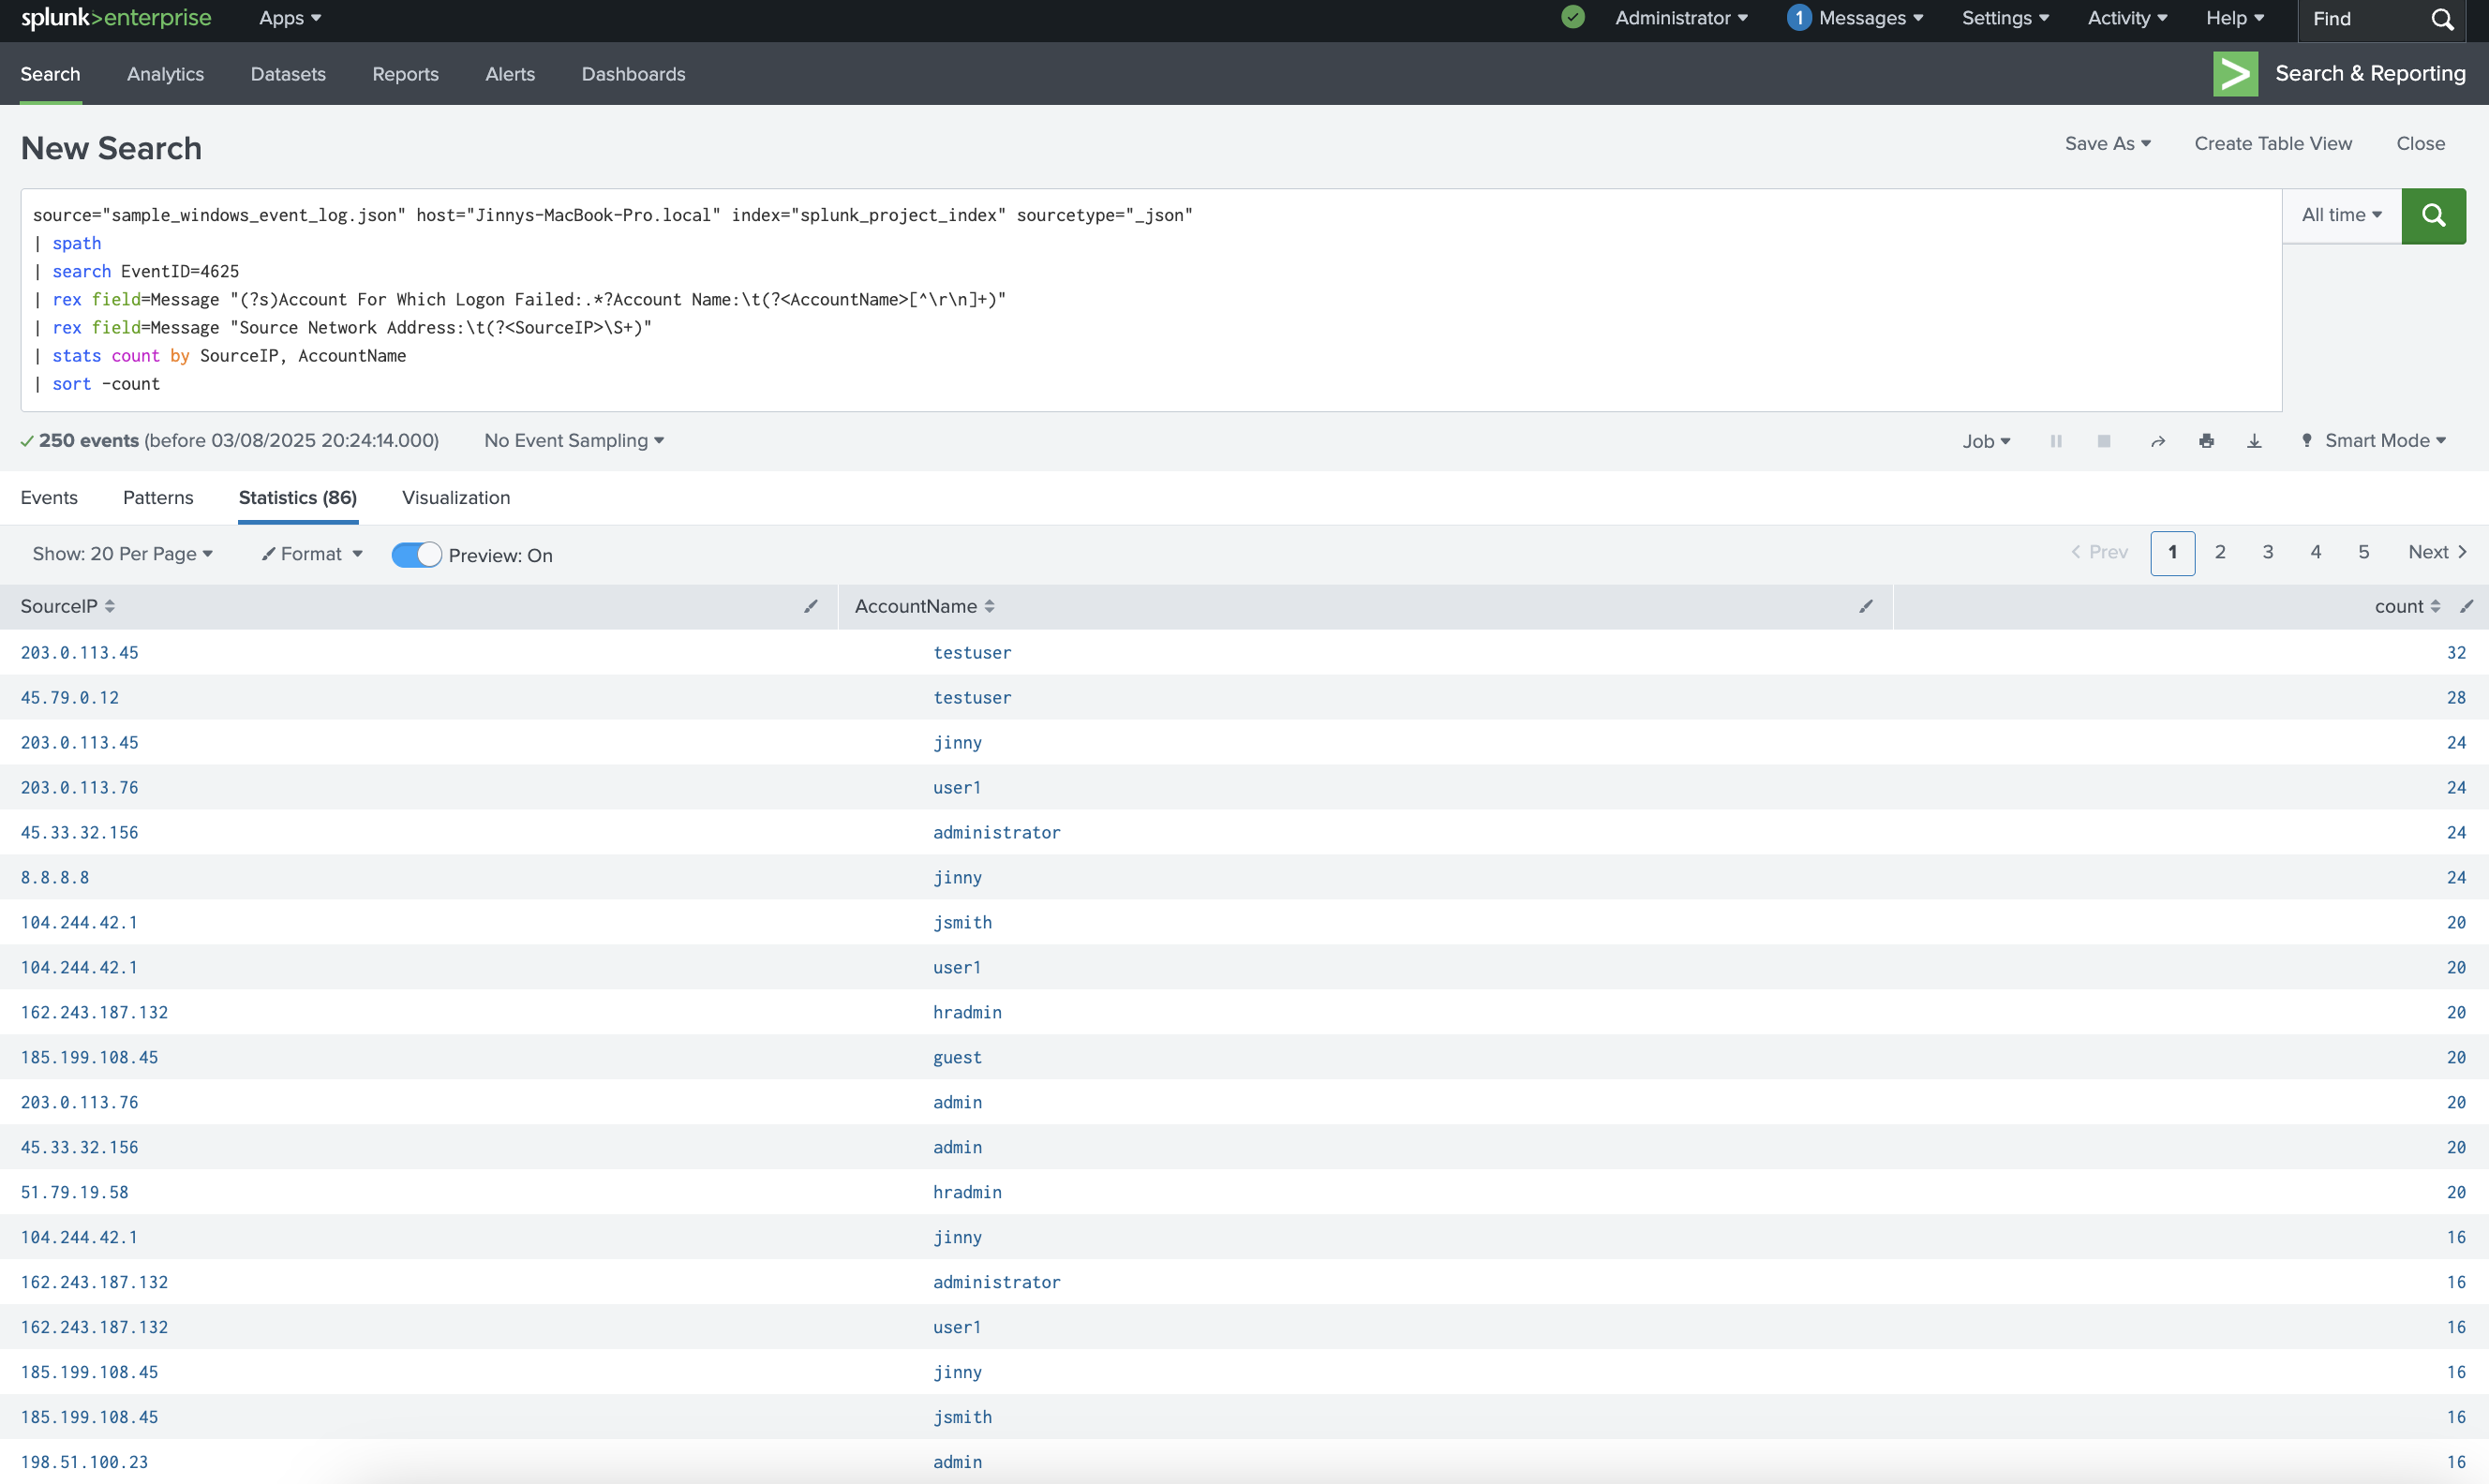 splunk>enterprise Apps Administrator 1 Messages Settings Activity Help Find
Search Analytics Datasets Reports Alerts Dashboards Search & Reporting
New Search Save As Create Table View Close
source="sample_windows_event_log.json" host="Jinnys-MacBook-Pro.local" index="splunk_project_index" sourcetype="_json" All time
| spath
| search EventID=4625
| rex field=Message "(?s)Account For Which Logon Failed:.*?Account Name:\t(?<AccountName>[^\r\n]+)"
| rex field=Message "Source Network Address:\t(?<SourceIP>\S+)"
| stats count by SourceIP, AccountName
| sort -count
250 events (before 03/08/2025 20:24:14.000) No Event Sampling Job Smart Mode
Events Patterns Statistics (86) Visualization
Show: 20 Per Page Format Preview: On < Prev 1 2 3 4 5 Next >
SourceIP AccountName count
203.0.113.45 testuser 32
45.79.0.12 testuser 28
203.0.113.45 jinny 24
203.0.113.76 user1 24
45.33.32.156 administrator 24
8.8.8.8 jinny 24
104.244.42.1 jsmith 20
104.244.42.1 user1 20
162.243.187.132 hradmin 20
185.199.108.45 guest 20
203.0.113.76 admin 20
45.33.32.156 admin 20
51.79.19.58 hradmin 20
104.244.42.1 jinny 16
162.243.187.132 administrator 16
162.243.187.132 user1 16
185.199.108.45 jinny 16
185.199.108.45 jsmith 16
198.51.100.23 admin 16